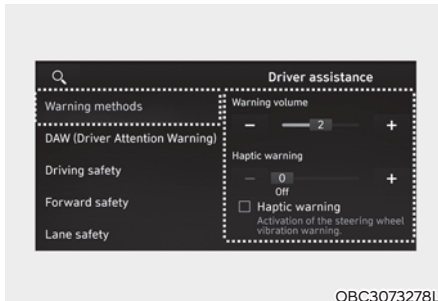 Driver assistance
Warning methods
DAW (Driver Attention Warning)
Driving safety
Forward safety
Lane safety
Warning volume
− 2 +
Haptic warning
− 0 +
Off
Haptic warning
Activation of the steering wheel
vibration warning.
OBC3073278L